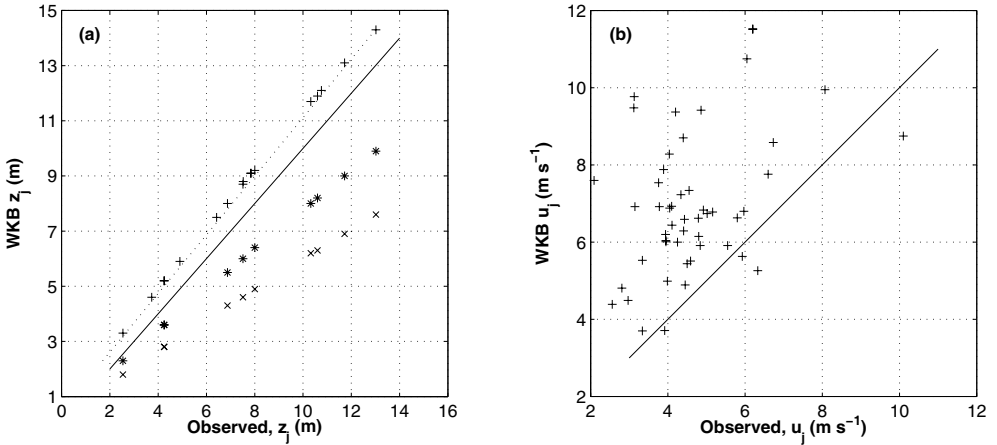 (a)
WKB z_j (m)
15
13
11
9
7
5
3
1
0 2 4 6 8 10 12 14 16
Observed, z_j (m)
(b)
WKB u_j (m s⁻¹)
12
10
8
6
4
2
2 4 6 8 10 12
Observed, u_j (m s⁻¹)